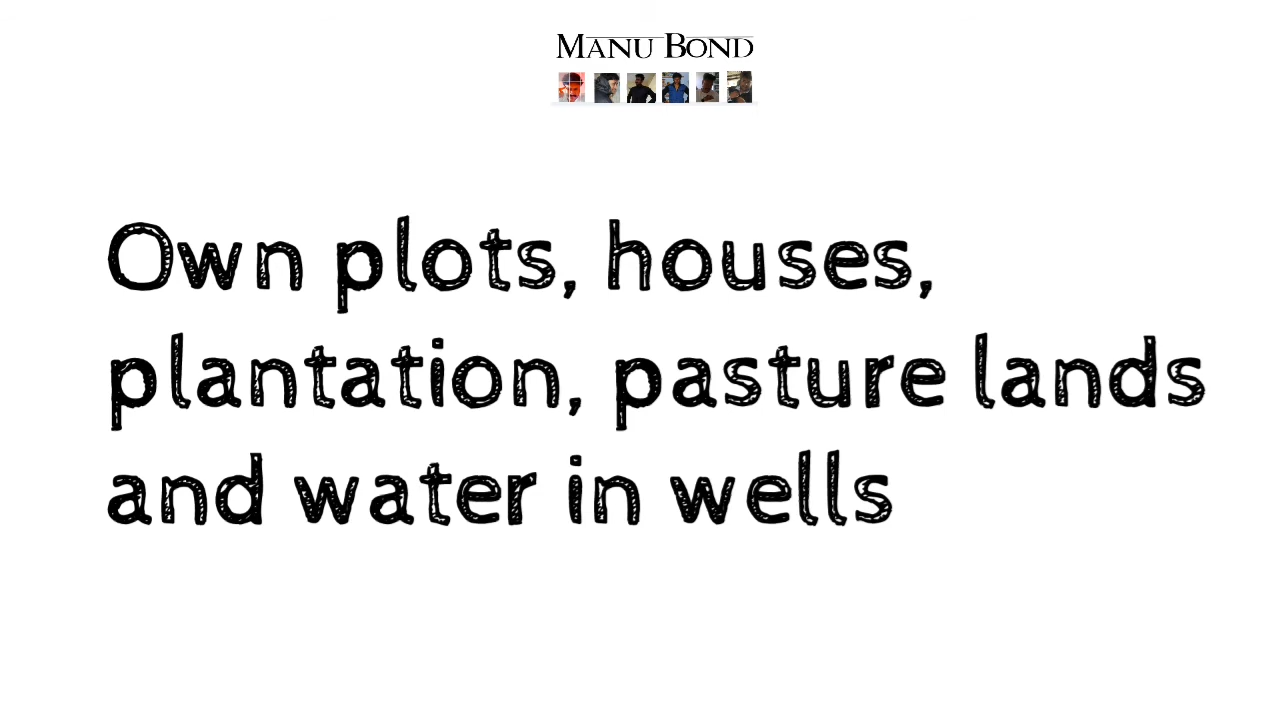 MANU BOND
Own plots, houses,
plantation, pasture lands
and water in wells